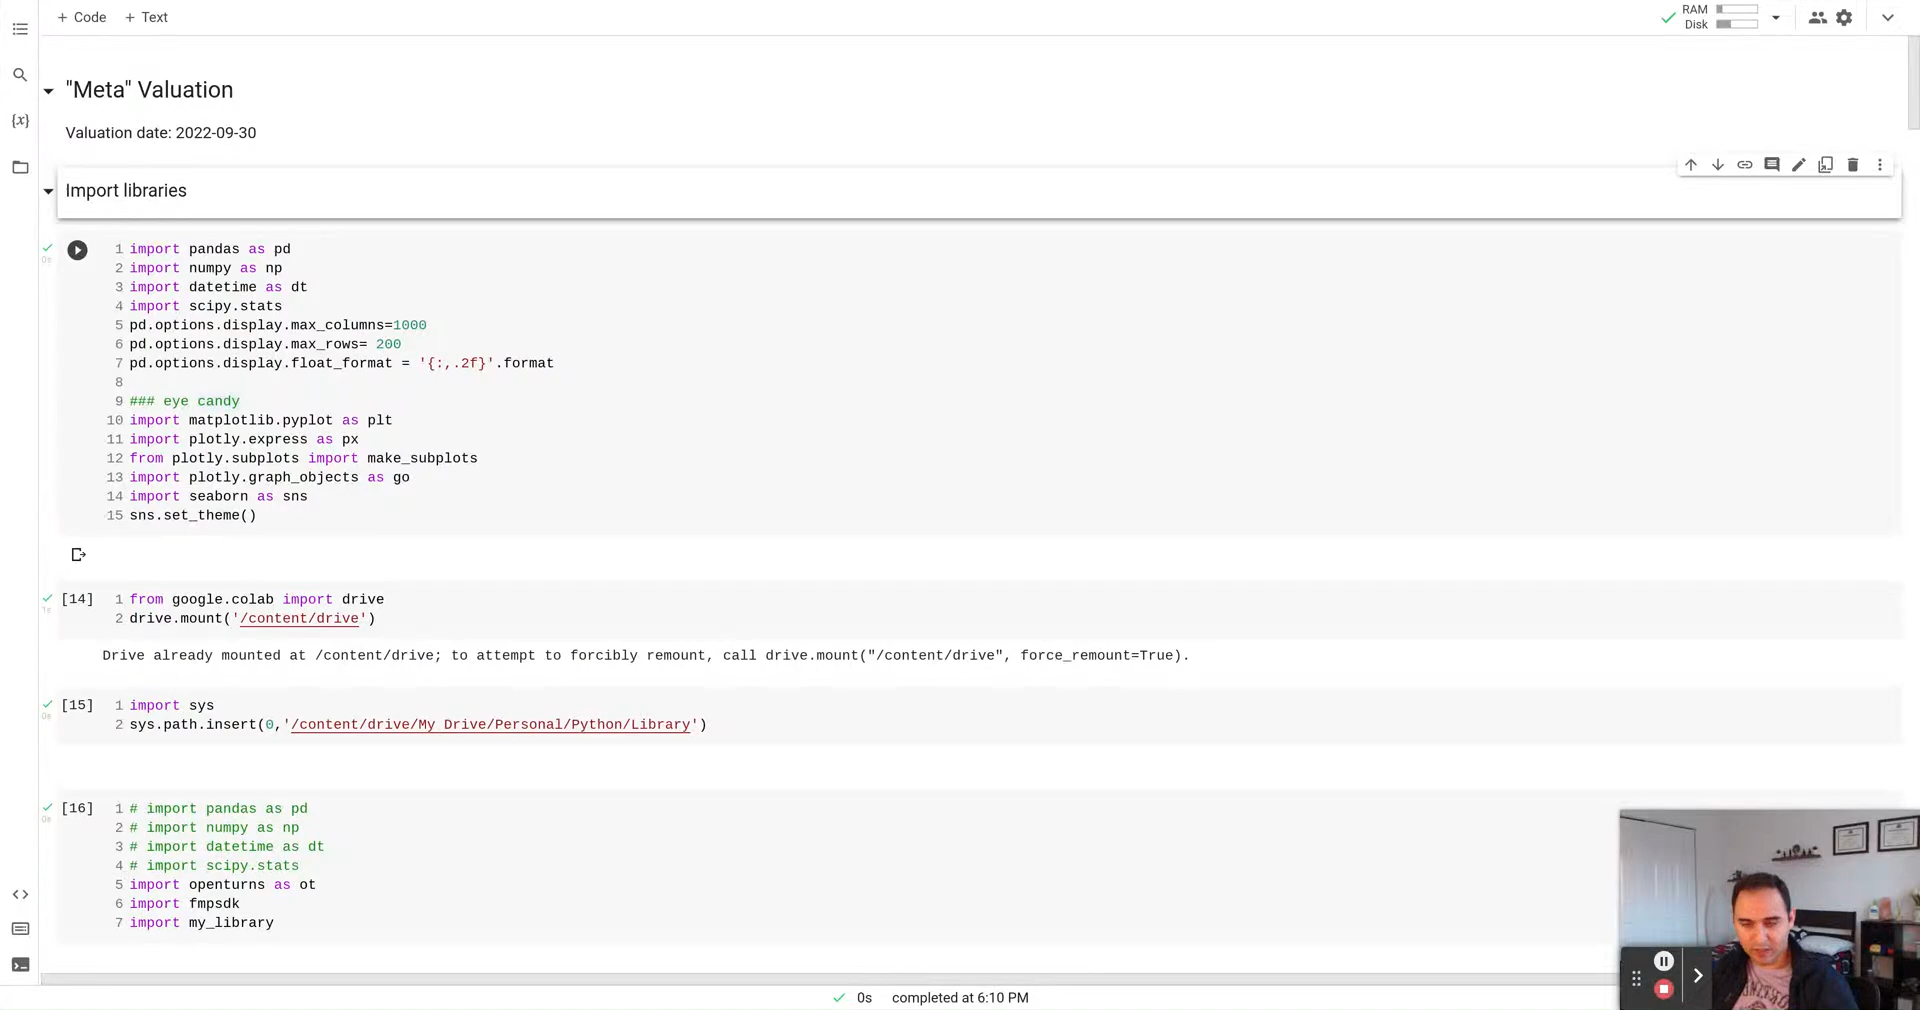 + Code + Text
RAM
Disk
"Meta" Valuation
Valuation date: 2022-09-30
Import libraries
{x}
0s
1 import pandas as pd
2 import numpy as np
3 import datetime as dt
4 import scipy.stats
5 pd.options.display.max_columns=1000
6 pd.options.display.max_rows= 200
7 pd.options.display.float_format = '{:,.2f}'.format
8
9 ### eye candy
10 import matplotlib.pyplot as plt
11 import plotly.express as px
12 from plotly.subplots import make_subplots
13 import plotly.graph_objects as go
14 import seaborn as sns
15 sns.set_theme()
[14] 1 from google.colab import drive
1s 2 drive.mount('/content/drive')
Drive already mounted at /content/drive; to attempt to forcibly remount, call drive.mount("/content/drive", force_remount=True).
[15] 1 import sys
0s 2 sys.path.insert(0,'/content/drive/My Drive/Personal/Python/Library')
[16] 1 # import pandas as pd
0s 2 # import numpy as np
3 # import datetime as dt
4 # import scipy.stats
5 import openturns as ot
6 import fmpsdk
7 import my_library
0s completed at 6:10 PM